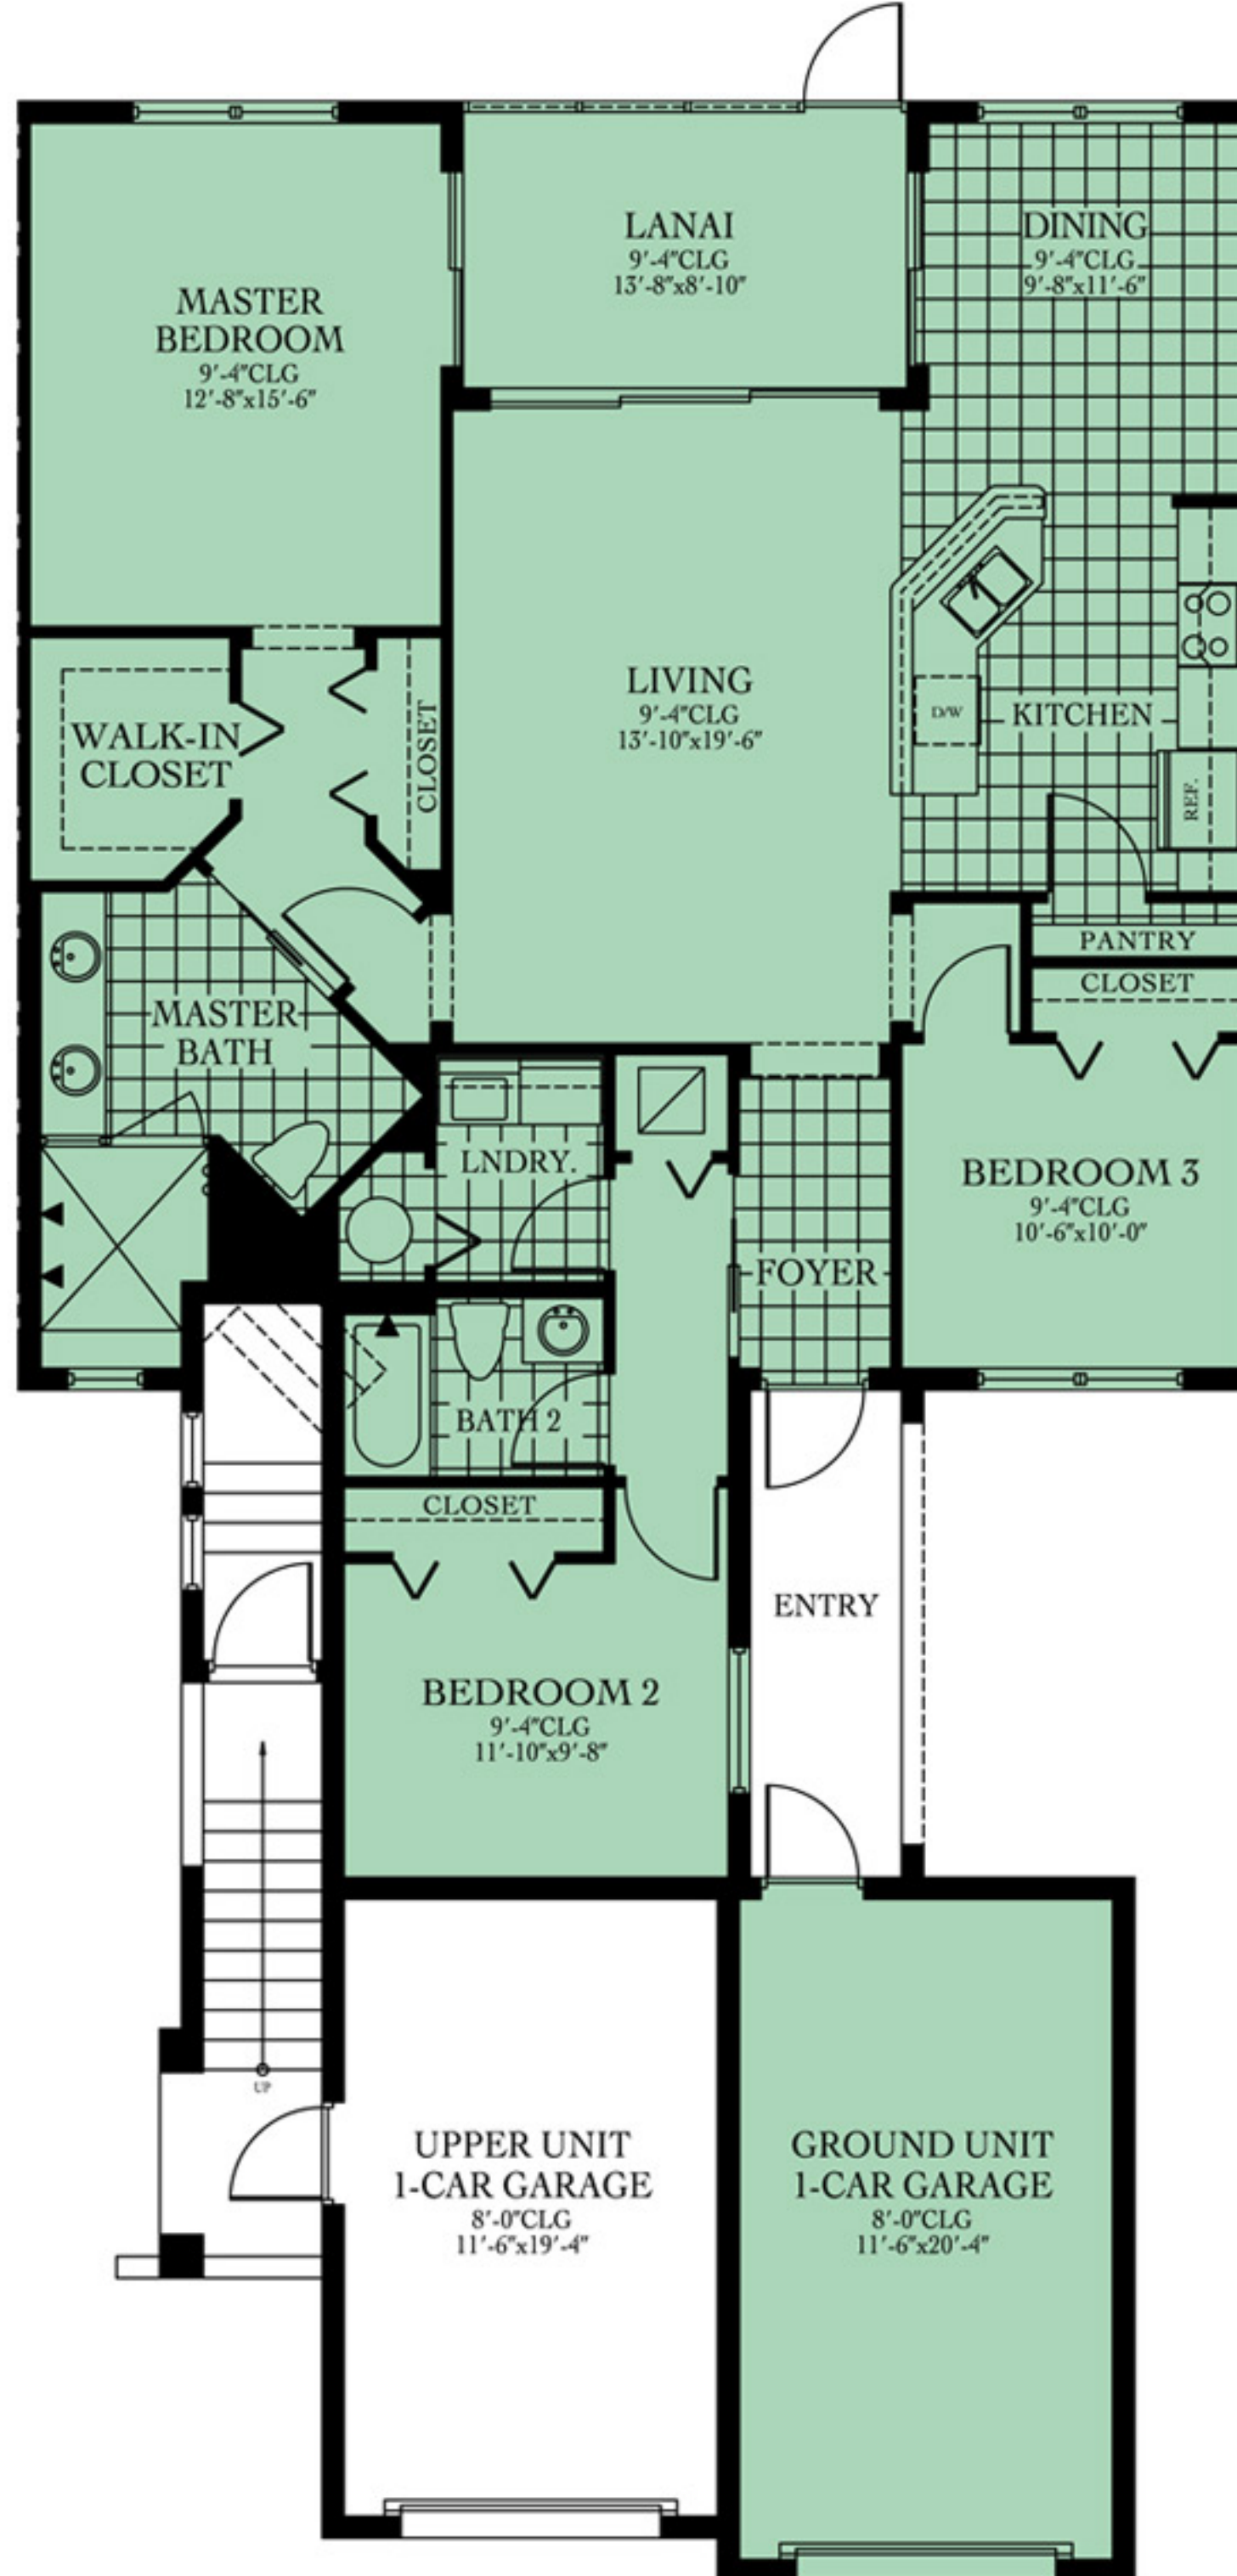 LANAI
9'-4"CLG
13'-8"x8'-10"
DINING
9'-4"CLG
9'-8"x11'-6"
MASTER
BEDROOM
9'-4"CLG
12'-8"x15'-6"
LIVING
9'-4"CLG
13'-10"x19'-6"
D/W
KITCHEN
REF.
WALK-IN
CLOSET
CLOSET
PANTRY
CLOSET
MASTER
BATH
LNDRY.
BEDROOM 3
9'-4"CLG
10'-6"x10'-0"
FOYER
BATH 2
CLOSET
ENTRY
BEDROOM 2
9'-4"CLG
11'-10"x9'-8"
UP
UPPER UNIT
1-CAR GARAGE
8'-0"CLG
11'-6"x19'-4"
GROUND UNIT
1-CAR GARAGE
8'-0"CLG
11'-6"x20'-4"